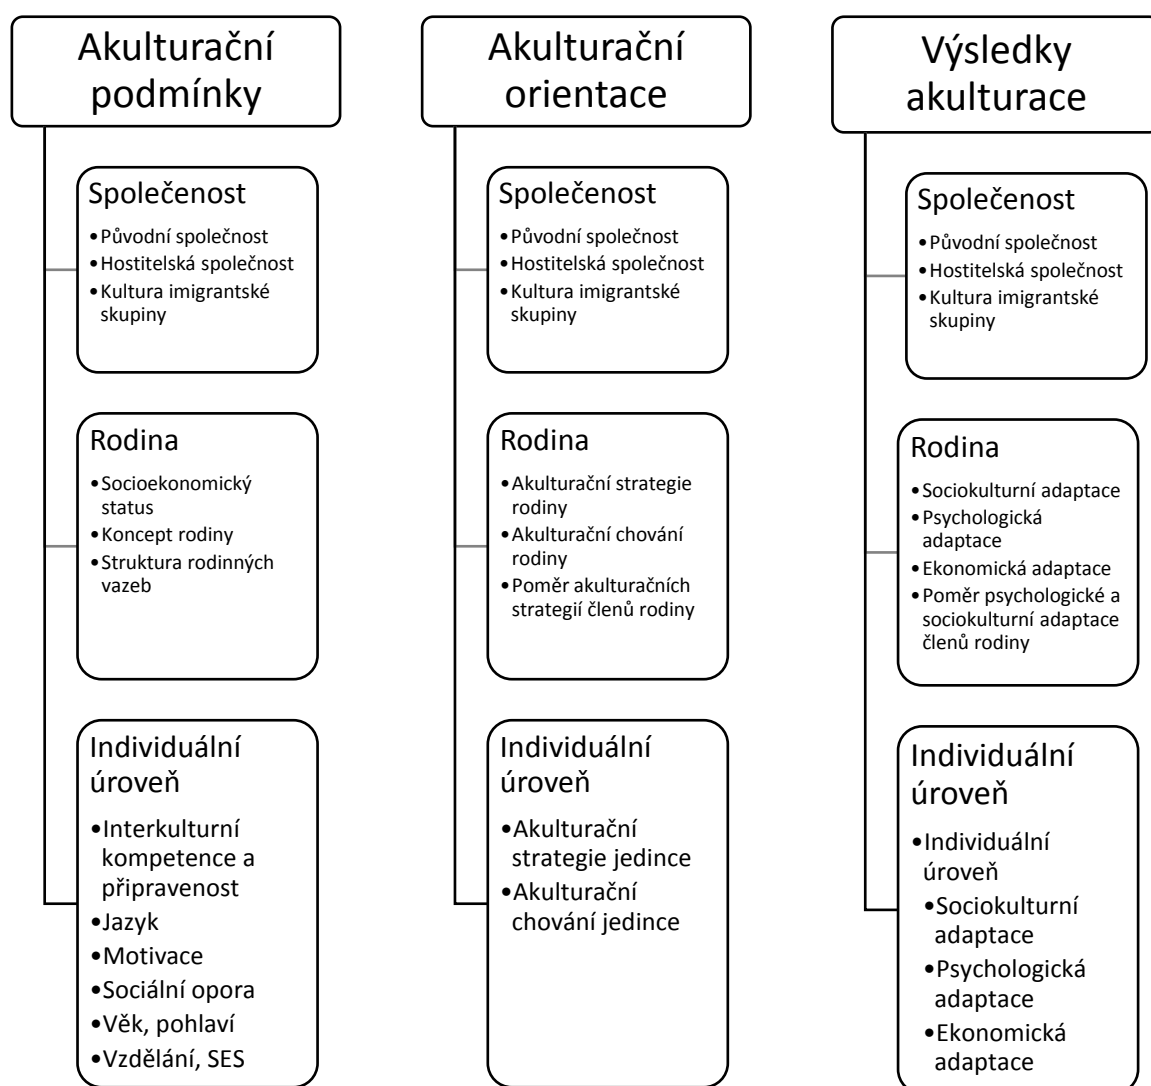 Akulturační
podmínky
Společenost
•Původní společnost
•Hostitelská společnost
•Kultura imigrantské
skupiny
Rodina
•Socioekonomický
status
•Koncept rodiny
•Struktura rodinných
vazeb
Individuální
úroveň
•Interkulturní
kompetence a
připravenost
•Jazyk
•Motivace
•Sociální opora
•Věk, pohlaví
•Vzdělání, SES
Akulturační
orientace
Společenost
•Původní společnost
•Hostitelská společnost
•Kultura imigrantské
skupiny
Rodina
•Akulturační strategie
rodiny
•Akulturační chování
rodiny
•Poměr akulturačních
strategií členů rodiny
Individuální
úroveň
•Akulturační
strategie jedince
•Akulturační
chování jedince
Výsledky
akulturace
Společenost
•Původní společnost
•Hostitelská společnost
•Kultura imigrantské
skupiny
Rodina
•Sociokulturní adaptace
•Psychologická
adaptace
•Ekonomická adaptace
•Poměr psychologické a
sociokulturní adaptace
členů rodiny
Individuální
úroveň
•Individuální
úroveň
•Sociokulturní
adaptace
•Psychologická
adaptace
•Ekonomická
adaptace